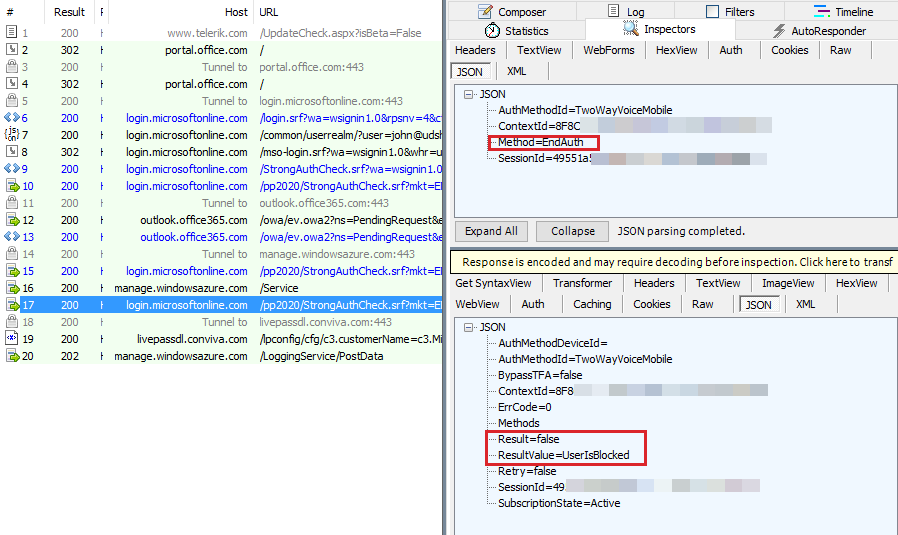 # Result F Host URL
1 200 F www.telerik.com /UpdateCheck.aspx?isBeta=False
2 302 F portal.office.com /
3 200 F Tunnel to portal.office.com:443
4 302 F portal.office.com /
5 200 F Tunnel to login.microsoftonline.com:443
6 200 F login.microsoftonline.com /login.srf?wa=wsignin1.0&rpsnv=4&c
7 200 F login.microsoftonline.com /common/userrealm/?user=john@udsh
8 302 F login.microsoftonline.com /mso-login.srf?wa=wsignin1.0&whr=u
9 200 F login.microsoftonline.com /StrongAuthCheck.srf?wa=wsignin1.0
10 200 F login.microsoftonline.com /pp2020/StrongAuthCheck.srf?mkt=E
11 200 F Tunnel to outlook.office365.com:443
12 200 F outlook.office365.com /owa/ev.owa2?ns=PendingRequest&e
13 200 F outlook.office365.com /owa/ev.owa2?ns=PendingRequest&e
14 200 F Tunnel to manage.windowsazure.com:443
15 200 F login.microsoftonline.com /pp2020/StrongAuthCheck.srf?mkt=E
16 200 F manage.windowsazure.com /Service
17 200 F login.microsoftonline.com /pp2020/StrongAuthCheck.srf?mkt=E
18 200 F Tunnel to livepassdl.conviva.com:443
19 200 F livepassdl.conviva.com /lpconfig/cfg/c3.customerName=c3.Mi
20 202 F manage.windowsazure.com /LoggingService/PostData
Composer Log Filters Timeline
Statistics Inspectors AutoResponder
Headers TextView WebForms HexView Auth Cookies Raw
JSON XML
JSON
AuthMethodId=TwoWayVoiceMobile
ContextId=8F8C
Method=EndAuth
SessionId=49551a
Expand All Collapse JSON parsing completed.
Response is encoded and may require decoding before inspection. Click here to transf
Get SyntaxView Transformer Headers TextView ImageView HexView
WebView Auth Caching Cookies Raw JSON XML
JSON
AuthMethodDeviceId=
AuthMethodId=TwoWayVoiceMobile
BypassTFA=false
ContextId=8F8
ErrCode=0
Methods
Result=false
ResultValue=UserIsBlocked
Retry=false
SessionId=49
SubscriptionState=Active